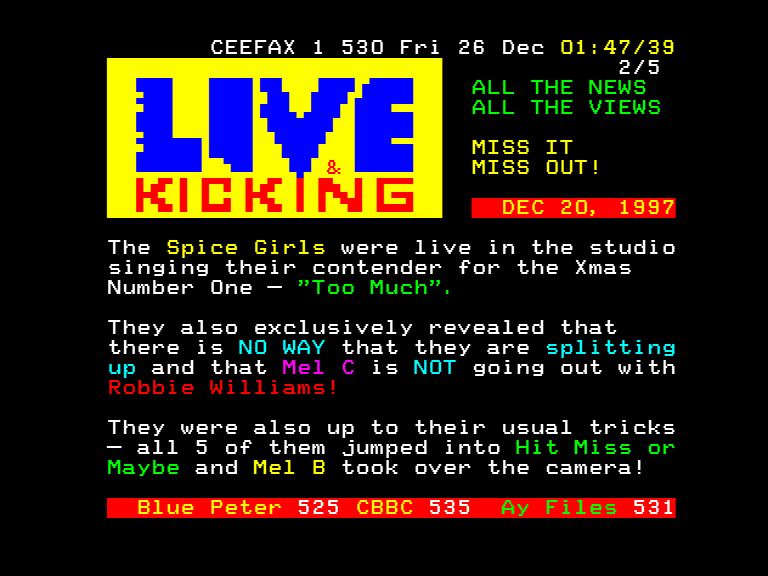 CEEFAX 1 530 Fri 26 Dec 01:47/39
2/5
LIVE
&
KICKING
ALL THE NEWS
ALL THE VIEWS
MISS IT
MISS OUT!
DEC 20, 1997
The Spice Girls were live in the studio
singing their contender for the Xmas
Number One – "Too Much".
They also exclusively revealed that
there is NO WAY that they are splitting
up and that Mel C is NOT going out with
Robbie Williams!
They were also up to their usual tricks
– all 5 of them jumped into Hit Miss or
Maybe and Mel B took over the camera!
Blue Peter 525 CBBC 535 Ay Files 531